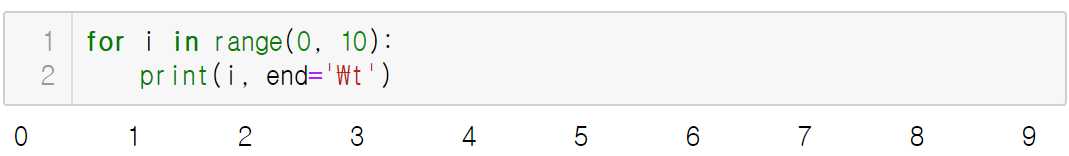 1 for i in range(0, 10):
2     print(i, end='₩t')
0 1 2 3 4 5 6 7 8 9